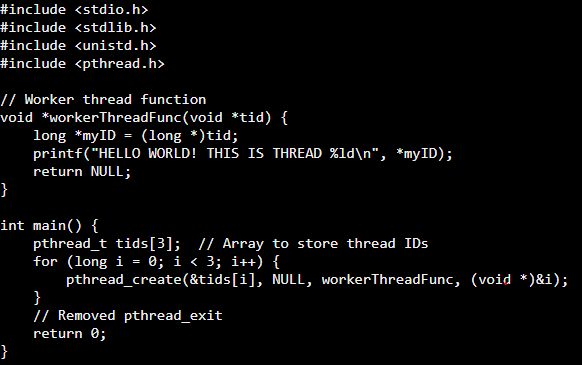 #include <stdio.h>
#include <stdlib.h>
#include <unistd.h>
#include <pthread.h>

// Worker thread function
void *workerThreadFunc(void *tid) {
    long *myID = (long *)tid;
    printf("HELLO WORLD! THIS IS THREAD %ld\n", *myID);
    return NULL;
}

int main() {
    pthread_t tids[3];  // Array to store thread IDs
    for (long i = 0; i < 3; i++) {
        pthread_create(&tids[i], NULL, workerThreadFunc, (void *)&i);
    }
    // Removed pthread_exit
    return 0;
}